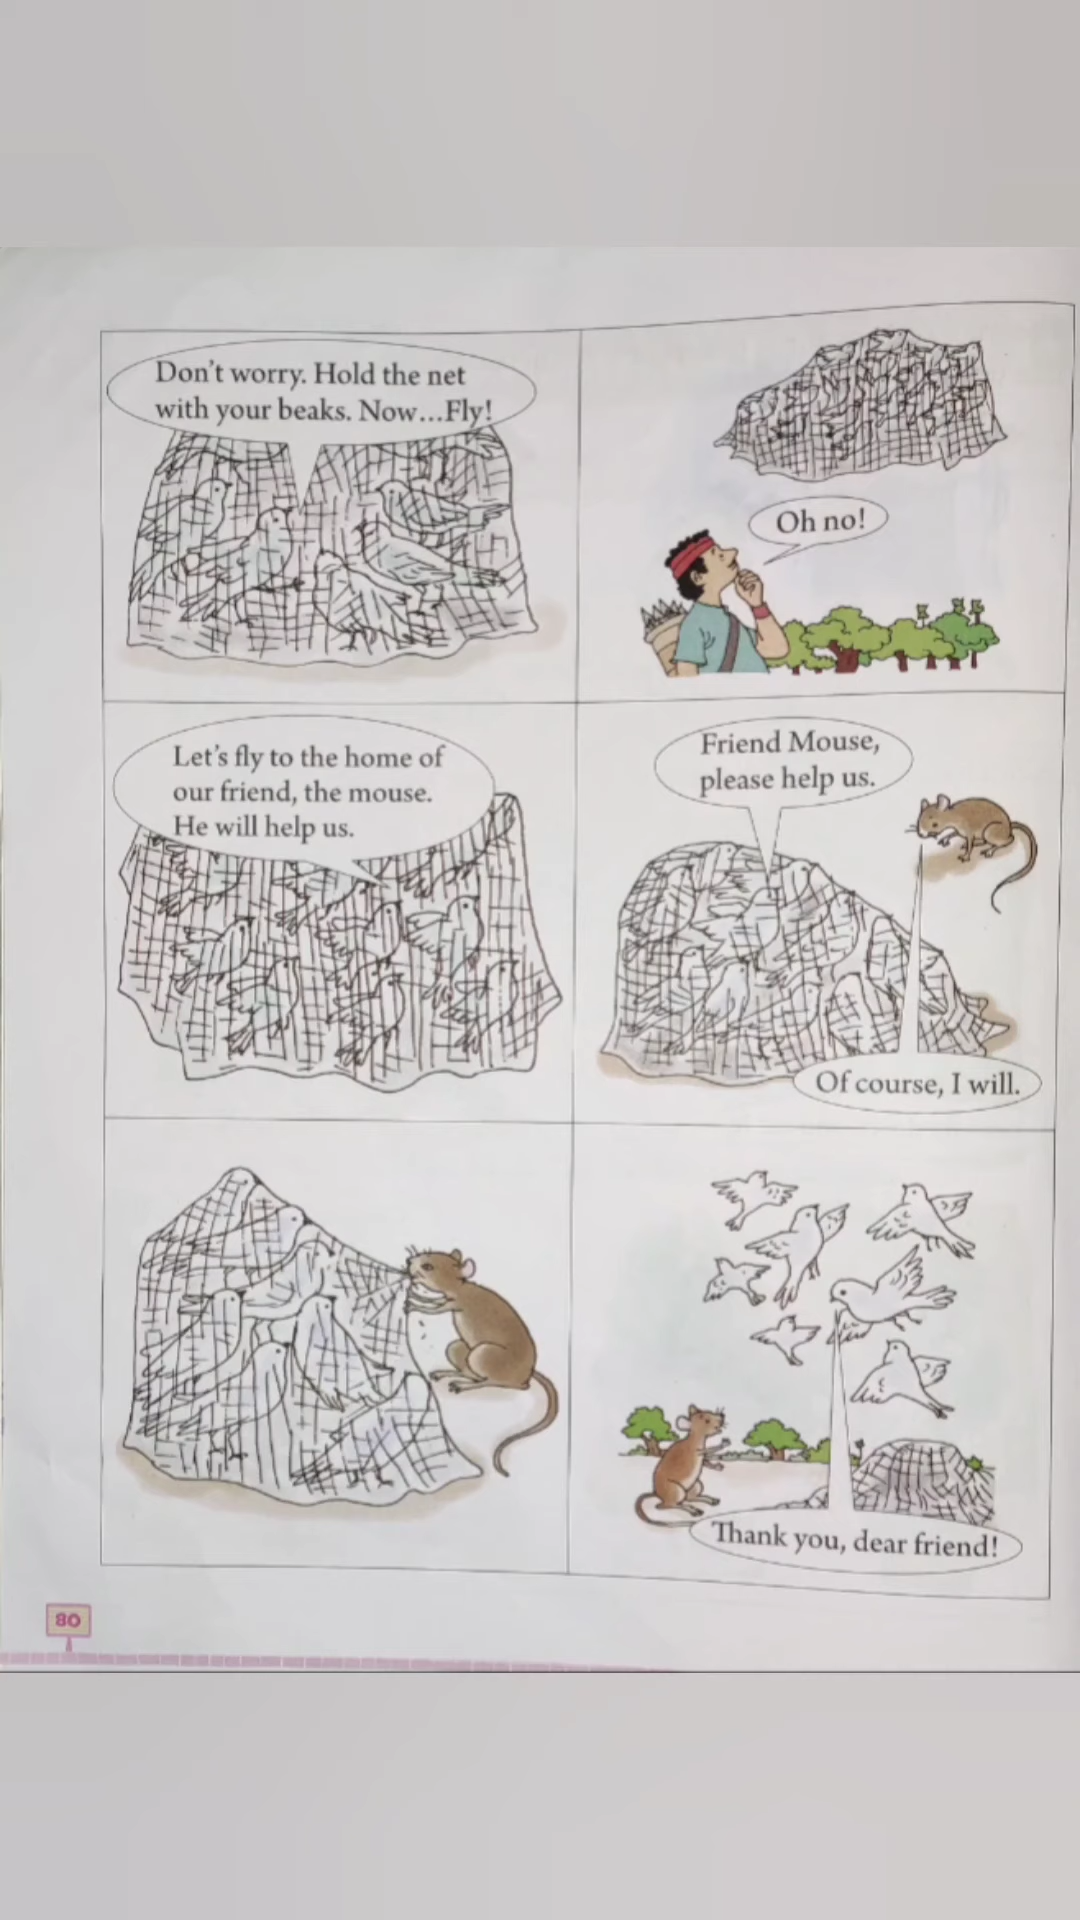 Don't worry. Hold the net
with your beaks. Now...Fly!
Oh no!
Let's fly to the home of
our friend, the mouse.
He will help us.
Friend Mouse,
please help us.
Of course, I will.
Thank you, dear friend!
80